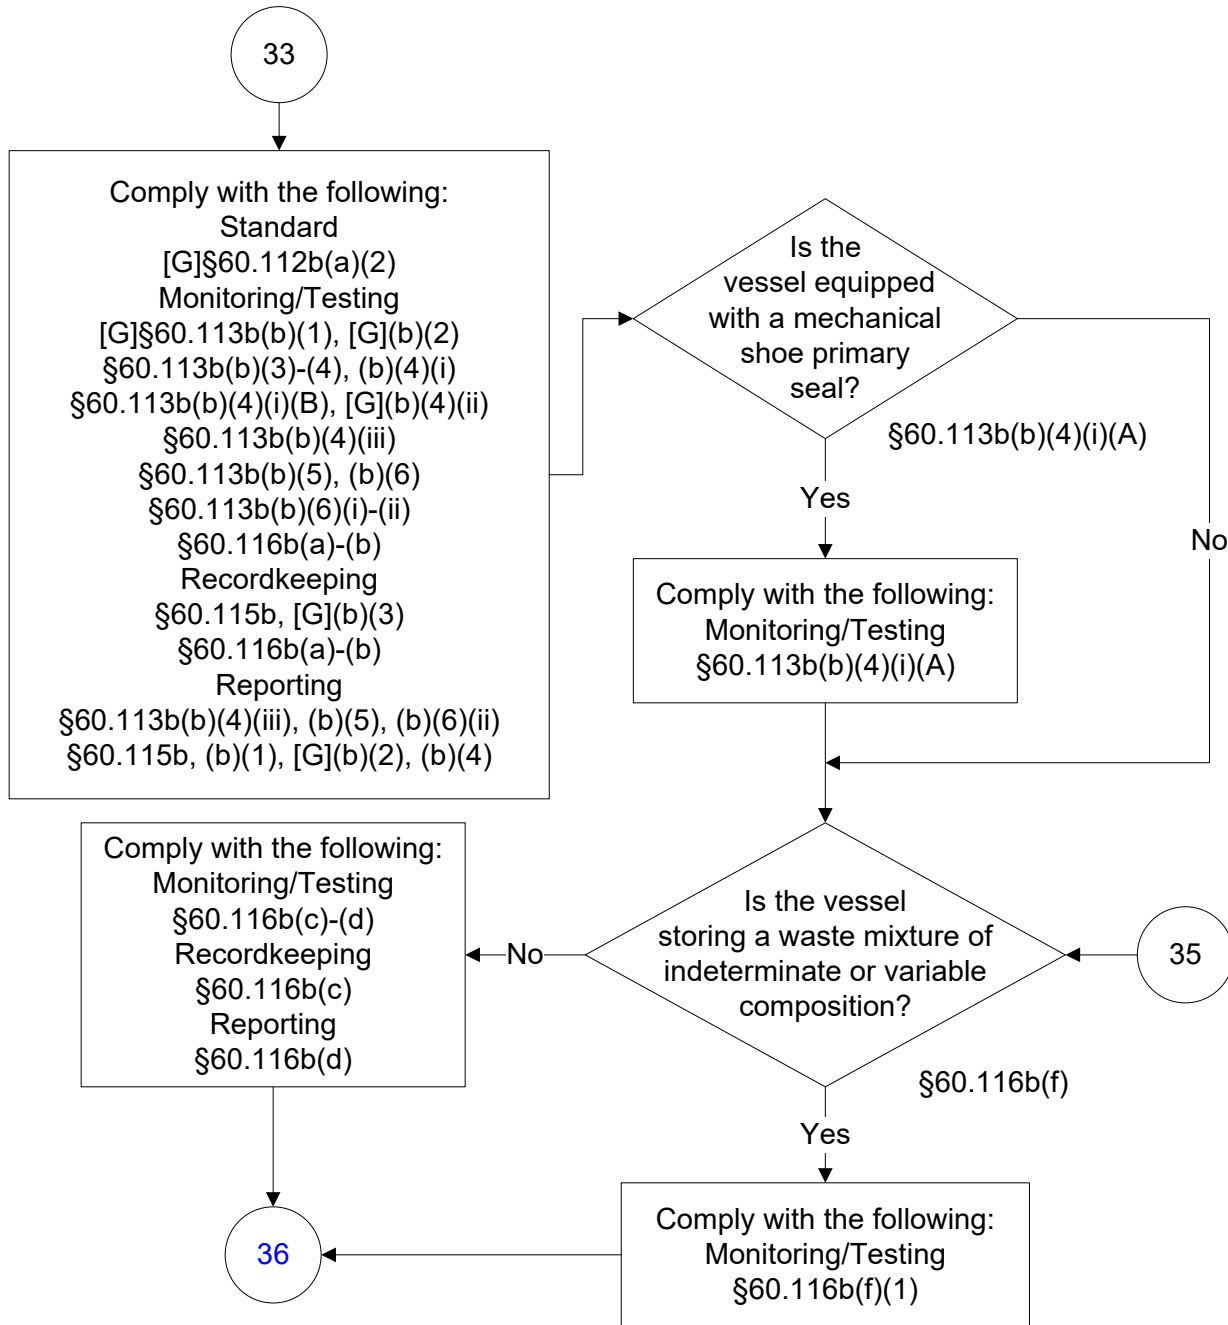 33
Comply with the following:
Standard
[G]§60.112b(a)(2)
Monitoring/Testing
[G]§60.113b(b)(1), [G](b)(2)
§60.113b(b)(3)-(4), (b)(4)(i)
§60.113b(b)(4)(i)(B), [G](b)(4)(ii)
§60.113b(b)(4)(iii)
§60.113b(b)(5), (b)(6)
§60.113b(b)(6)(i)-(ii)
§60.116b(a)-(b)
Recordkeeping
§60.115b, [G](b)(3)
§60.116b(a)-(b)
Reporting
§60.113b(b)(4)(iii), (b)(5), (b)(6)(ii)
§60.115b, (b)(1), [G](b)(2), (b)(4)
Is the
vessel equipped
with a mechanical
shoe primary
seal?
§60.113b(b)(4)(i)(A)
Yes
No
Comply with the following:
Monitoring/Testing
§60.113b(b)(4)(i)(A)
Is the vessel
storing a waste mixture of
indeterminate or variable
composition?
35
§60.116b(f)
No
Comply with the following:
Monitoring/Testing
§60.116b(c)-(d)
Recordkeeping
§60.116b(c)
Reporting
§60.116b(d)
Yes
Comply with the following:
Monitoring/Testing
§60.116b(f)(1)
36